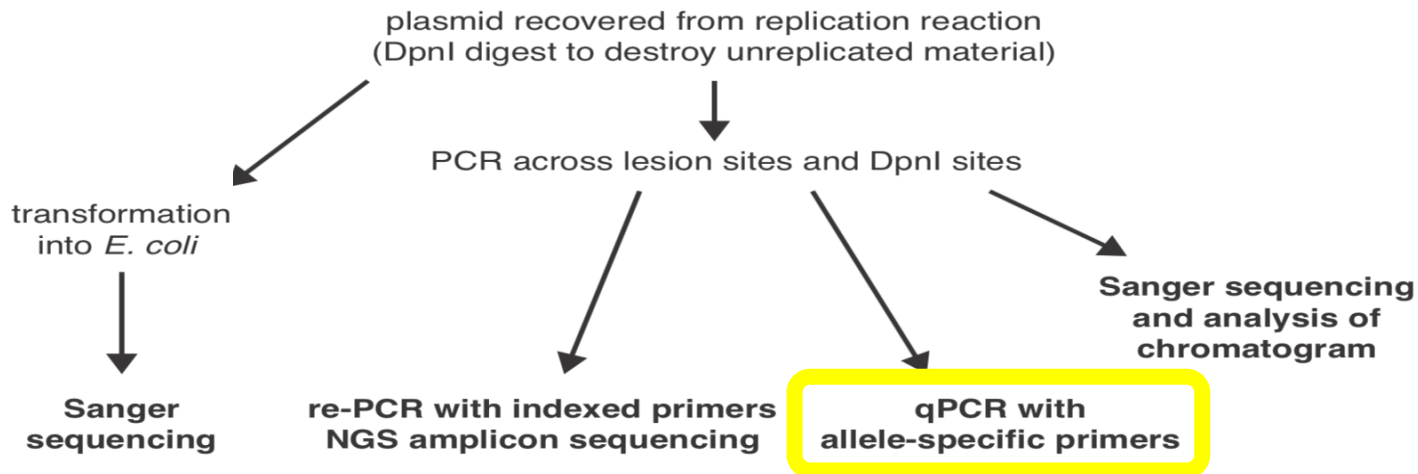 plasmid recovered from replication reaction
(DpnI digest to destroy unreplicated material)
PCR across lesion sites and DpnI sites
transformation
into E. coli
Sanger sequencing
and analysis of
chromatogram
Sanger
sequencing
re-PCR with indexed primers
NGS amplicon sequencing
qPCR with
allele-specific primers